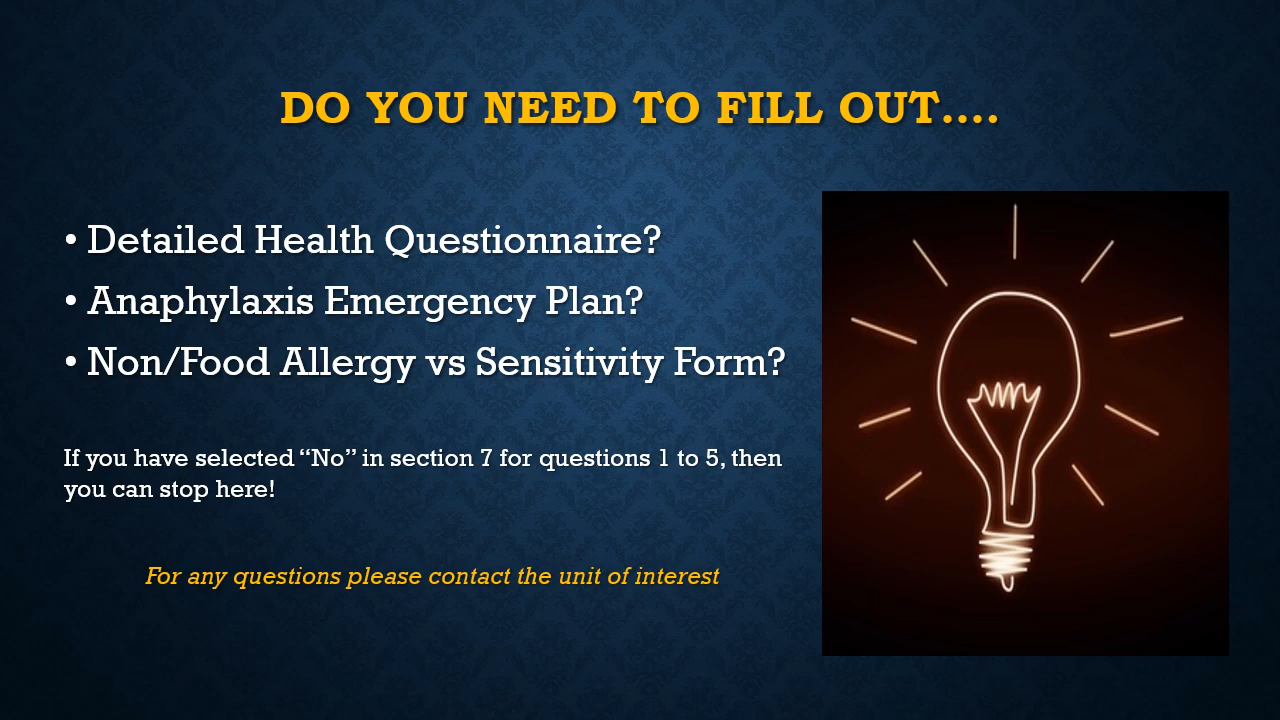 DO YOU NEED TO FILL OUT....
• Detailed Health Questionnaire?
• Anaphylaxis Emergency Plan?
• Non/Food Allergy vs Sensitivity Form?
If you have selected “No” in section 7 for questions 1 to 5, then
you can stop here!
For any questions please contact the unit of interest